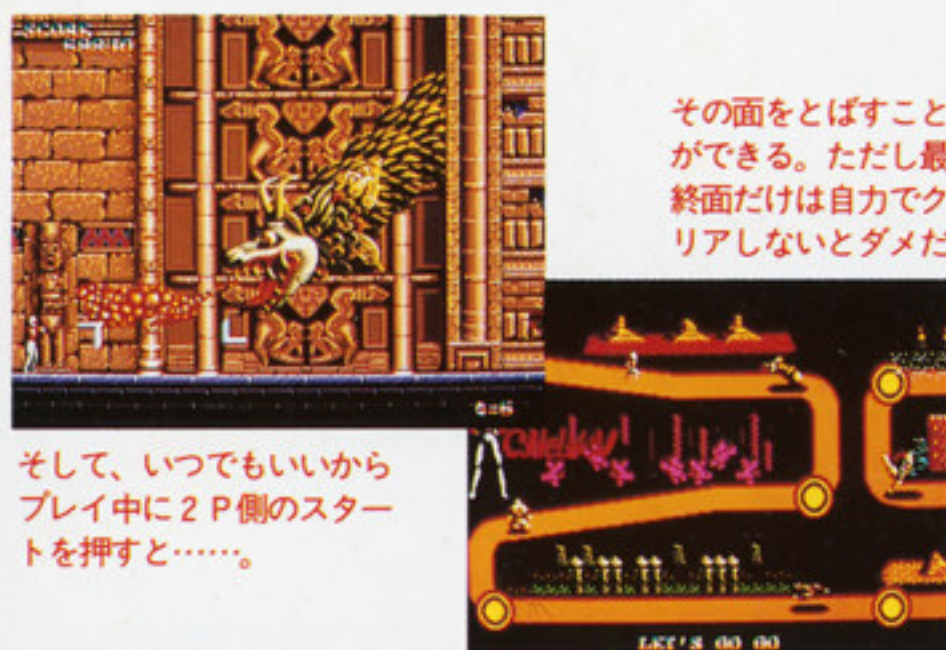 SCORE
そして、いつでもいいから
プレイ中に2P側のスター
トを押すと……。
その面をとばすこと
ができる。ただし最
終面だけは自力でク
リアしないとダメだ
LET'S GO GO